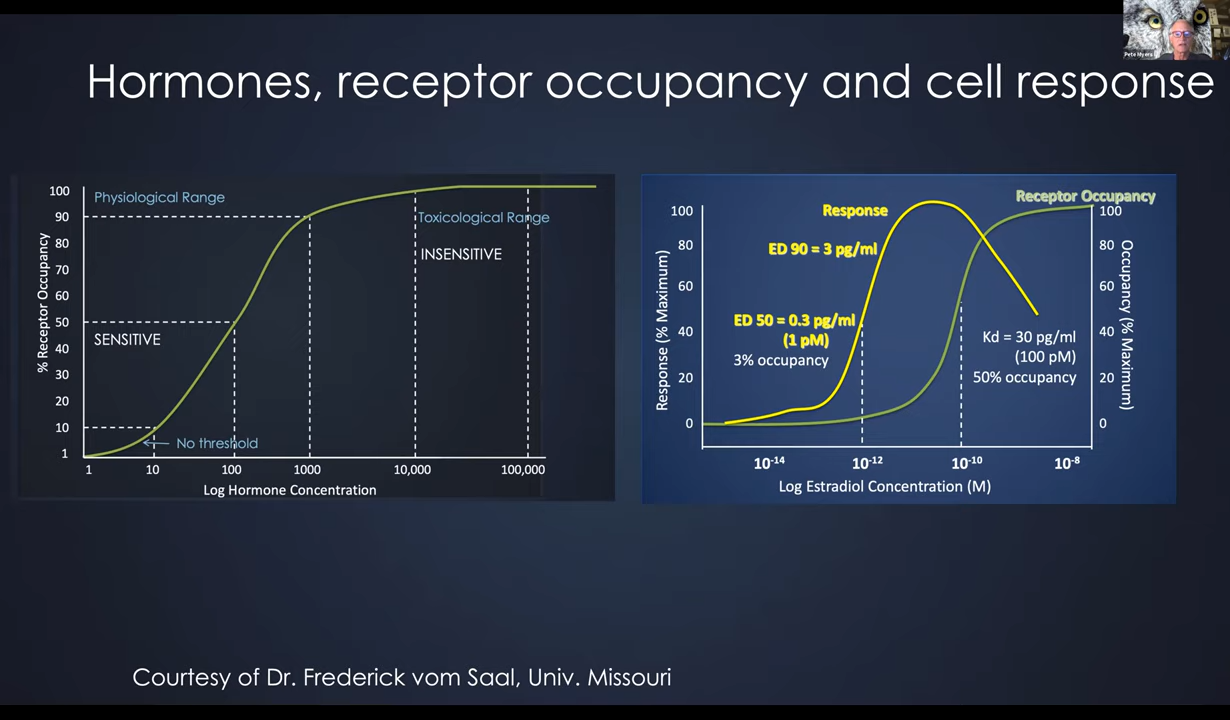 Pete Myers
Hormones, receptor occupancy and cell response
% Receptor Occupancy
100
90
80
70
60
50
40
30
20
10
1
Physiological Range
Toxicological Range
INSENSITIVE
SENSITIVE
No threshold
1 10 100 1000 10,000 100,000
Log Hormone Concentration
Receptor Occupancy
Response
ED 90 = 3 pg/ml
ED 50 = 0.3 pg/ml
(1 pM)
3% occupancy
Kd = 30 pg/ml
(100 pM)
50% occupancy
Response (% Maximum)
100
80
60
40
20
0
Occupancy (% Maximum)
100
80
60
40
20
0
10-14 10-12 10-10 10-8
Log Estradiol Concentration (M)
Courtesy of Dr. Frederick vom Saal, Univ. Missouri